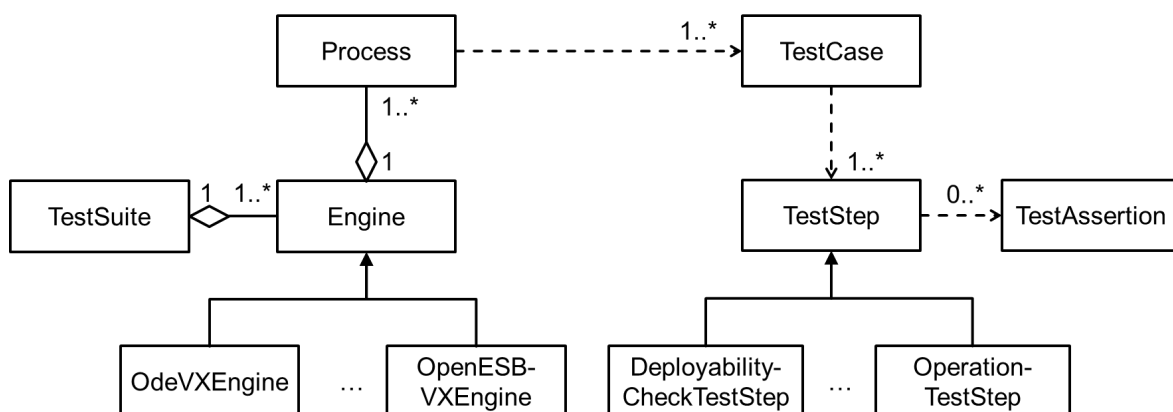 Process
1..*
TestCase
1..*
1
1..*
TestSuite
1
1..*
Engine
TestStep
0..*
TestAssertion
OdeVXEngine
...
OpenESB-
VXEngine
Deployability-
CheckTestStep
...
Operation-
TestStep